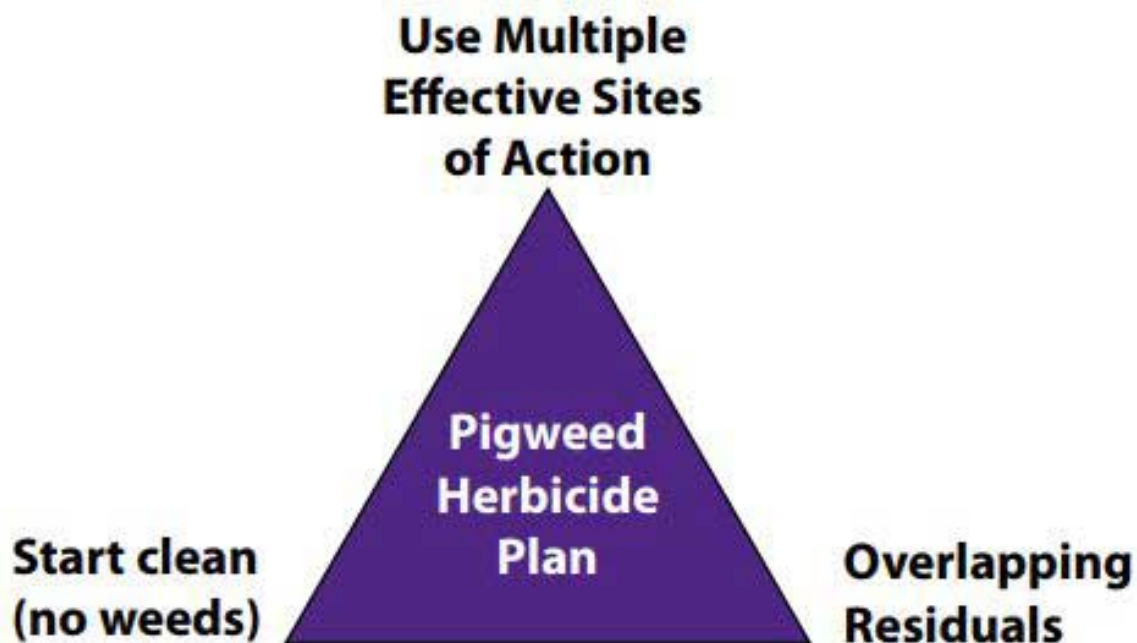 Use Multiple
Effective Sites
of Action
Pigweed
Herbicide
Plan
Start clean
(no weeds)
Overlapping
Residuals